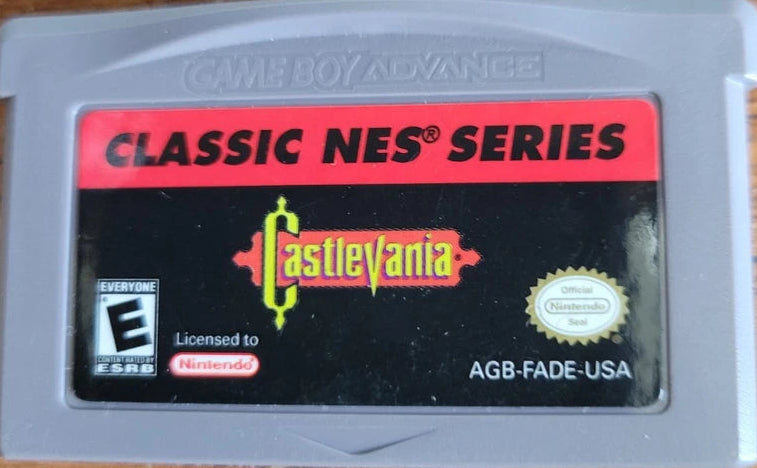 GAME BOY ADVANCE
CLASSIC NES® SERIES
Castlevania
EVERYONE
E
CONTENT RATED BY
ESRB
Licensed to
Nintendo
Official
Nintendo
Seal
AGB-FADE-USA